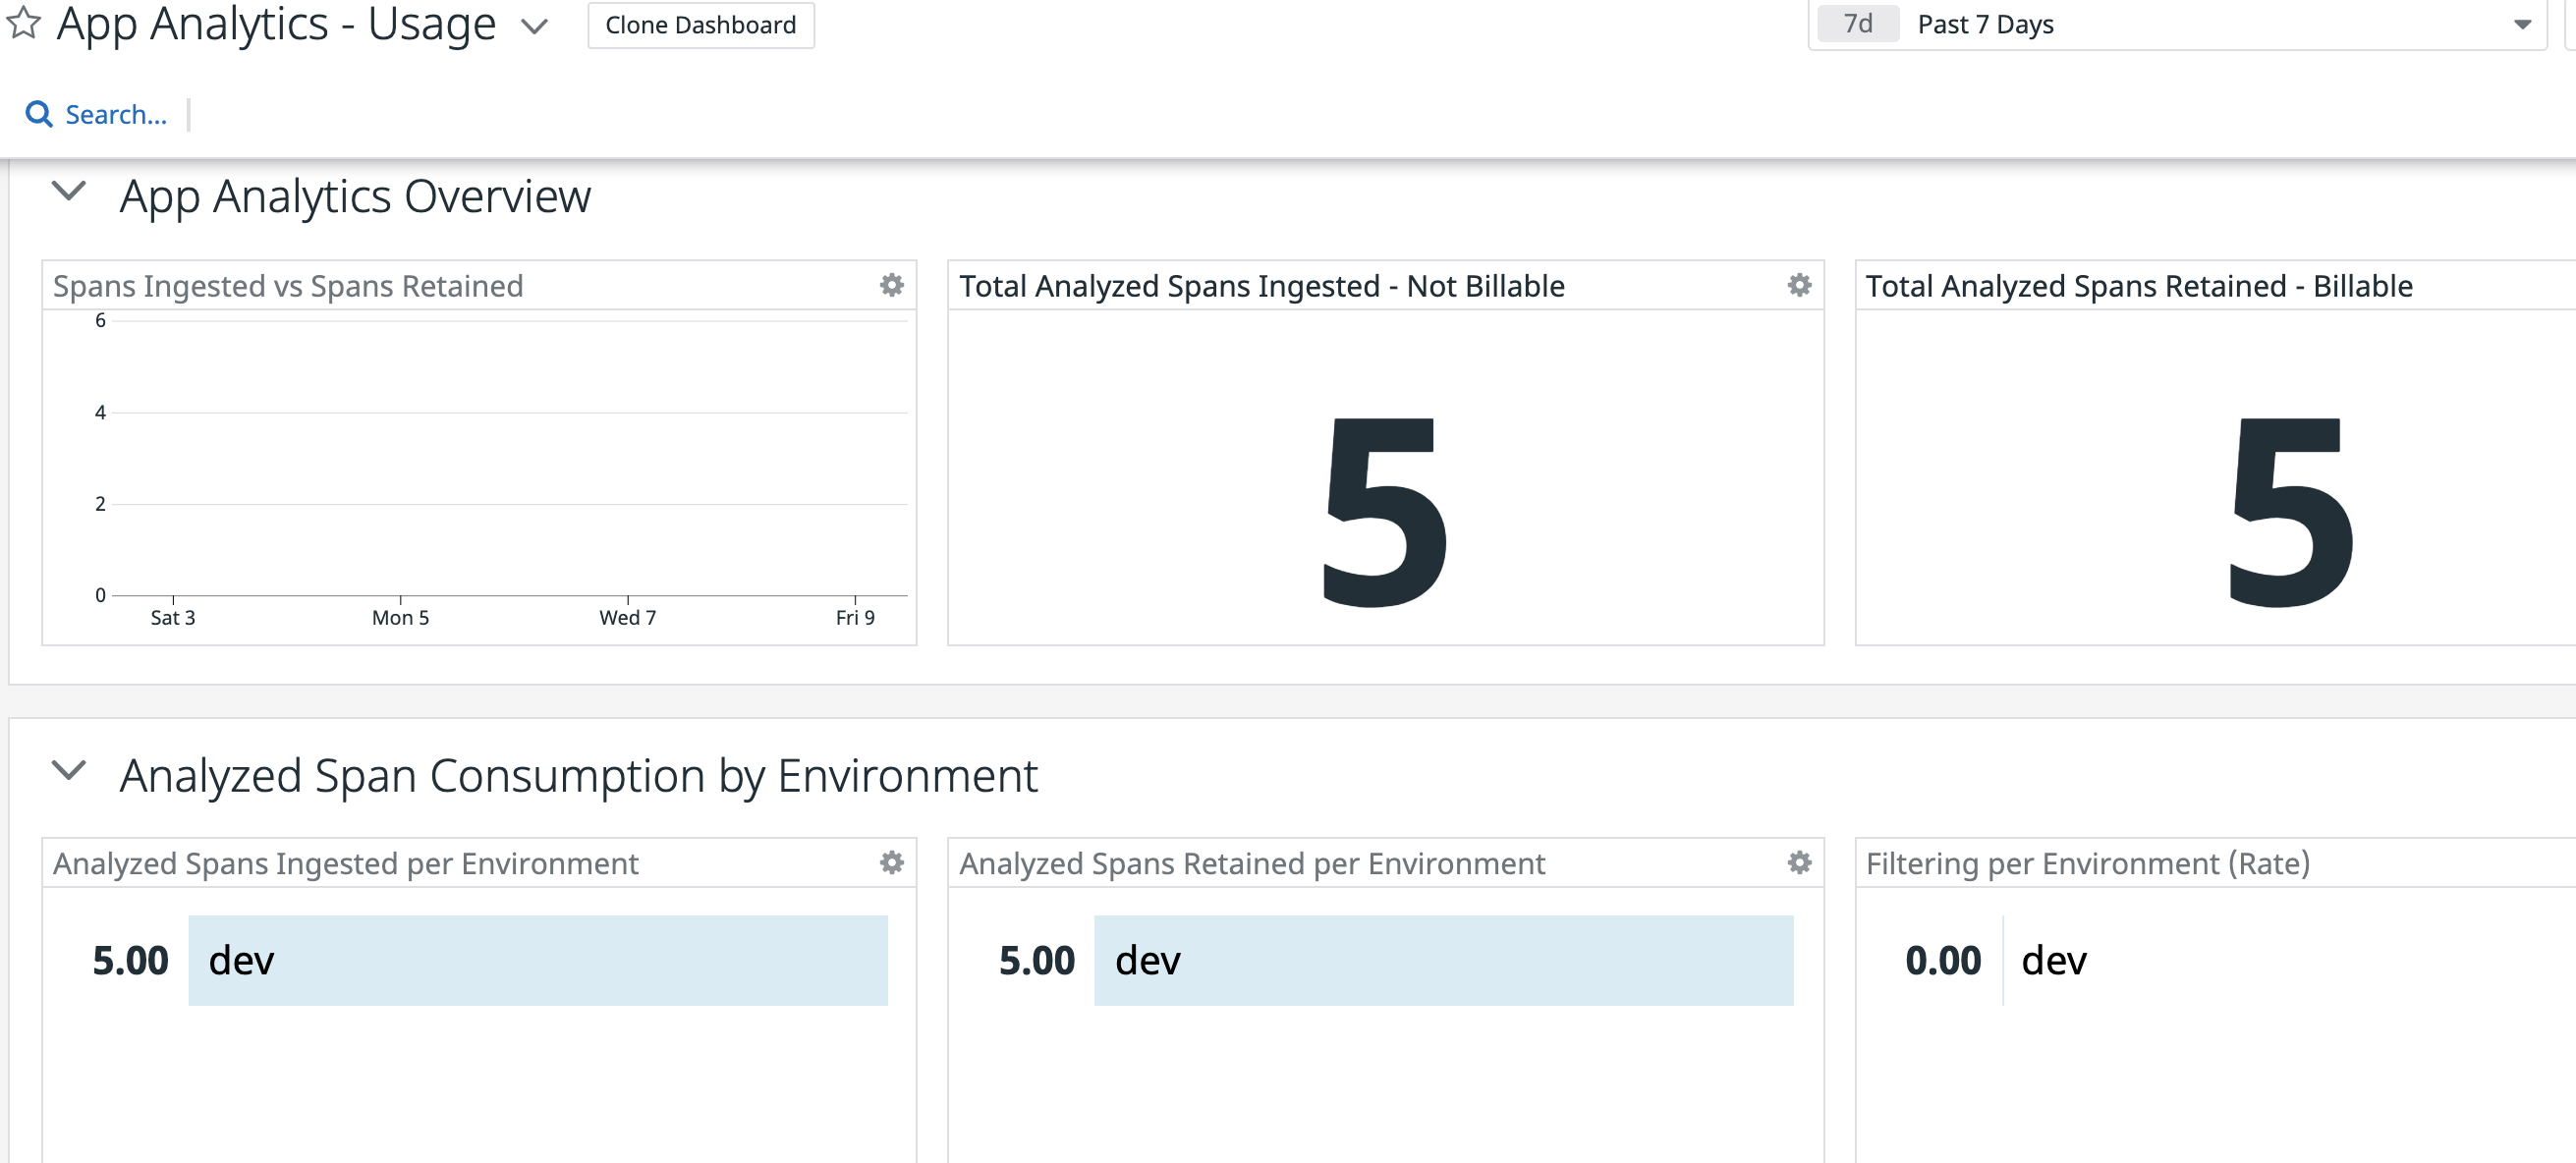 App Analytics - Usage
Clone Dashboard
7d Past 7 Days
Search...
App Analytics Overview
Spans Ingested vs Spans Retained
6
4
2
0
Sat 3 Mon 5 Wed 7 Fri 9
Total Analyzed Spans Ingested - Not Billable
5
Total Analyzed Spans Retained - Billable
5
Analyzed Span Consumption by Environment
Analyzed Spans Ingested per Environment
5.00 dev
Analyzed Spans Retained per Environment
5.00 dev
Filtering per Environment (Rate)
0.00 dev